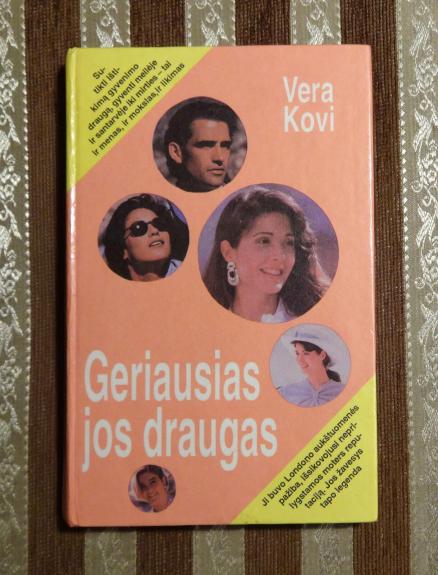 Su-
tikti išti-
kimą gyvenimo
draugą, gyventi meilėje
ir santarvėje iki mirties – tai
ir menas, ir mokslas, ir likimas
Vera
Kovi
Geriausias
jos draugas
Ji buvo Londono aukštuomenės
pažiba, išsikovojusi nepri-
lygstamos moters repu-
taciją. Jos žavesys
tapo legenda